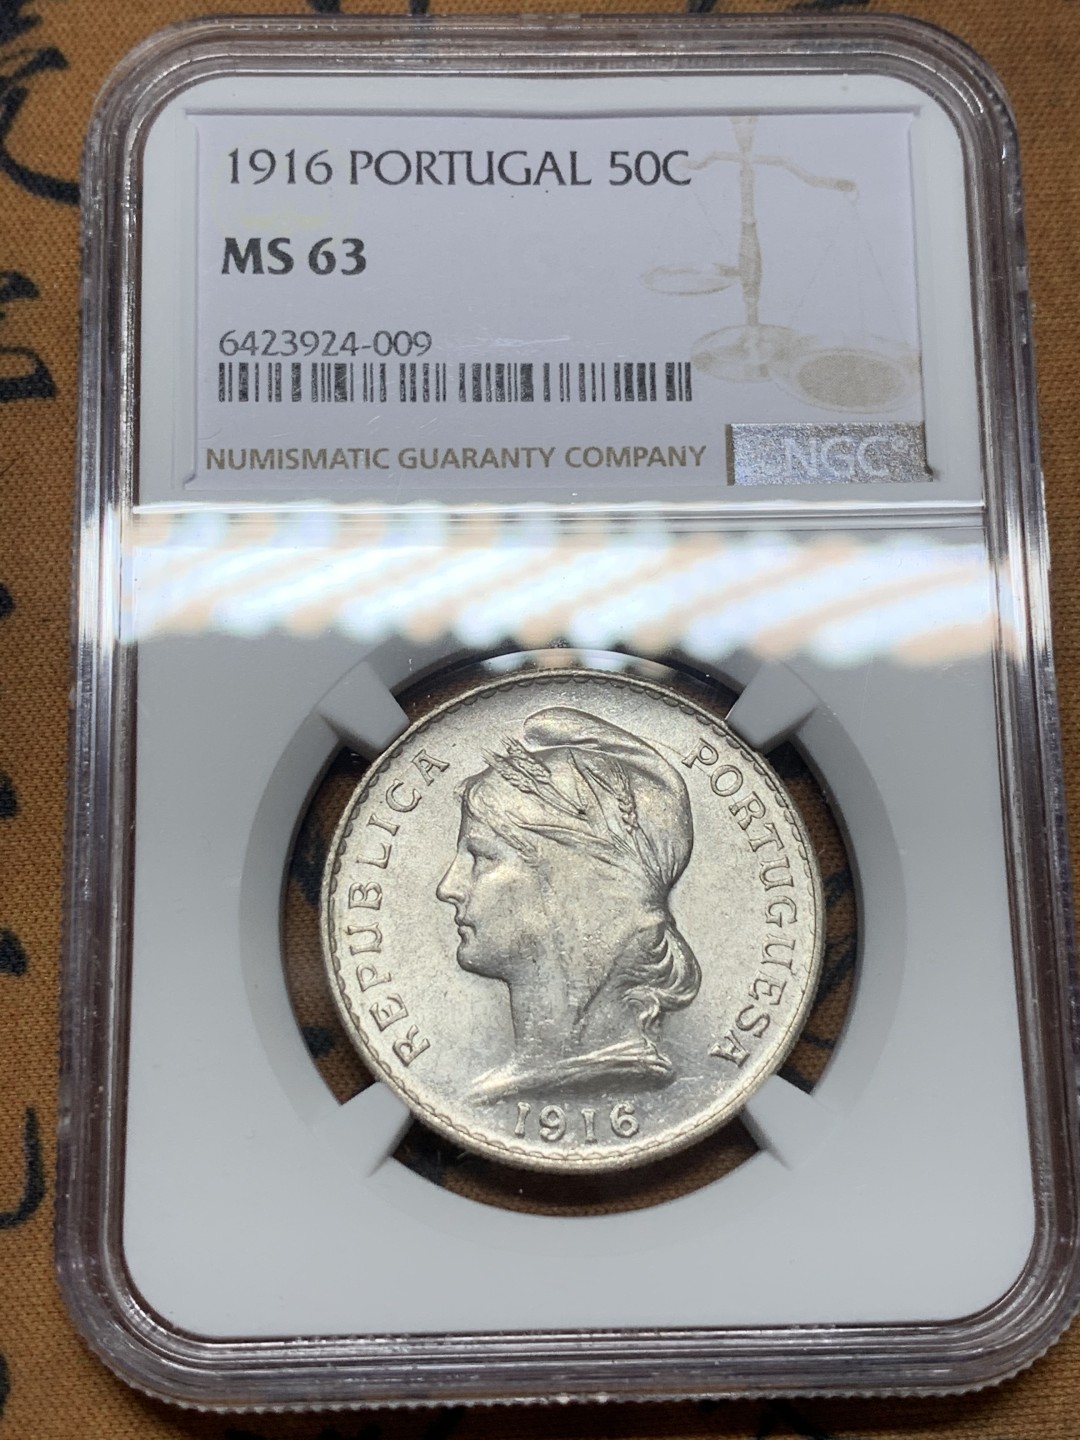 1916 PORTUGAL 50C
MS 63
6423924-009
NUMISMATIC GUARANTY COMPANY
NGC®
REPUBLICA PORTUGUESA
1916